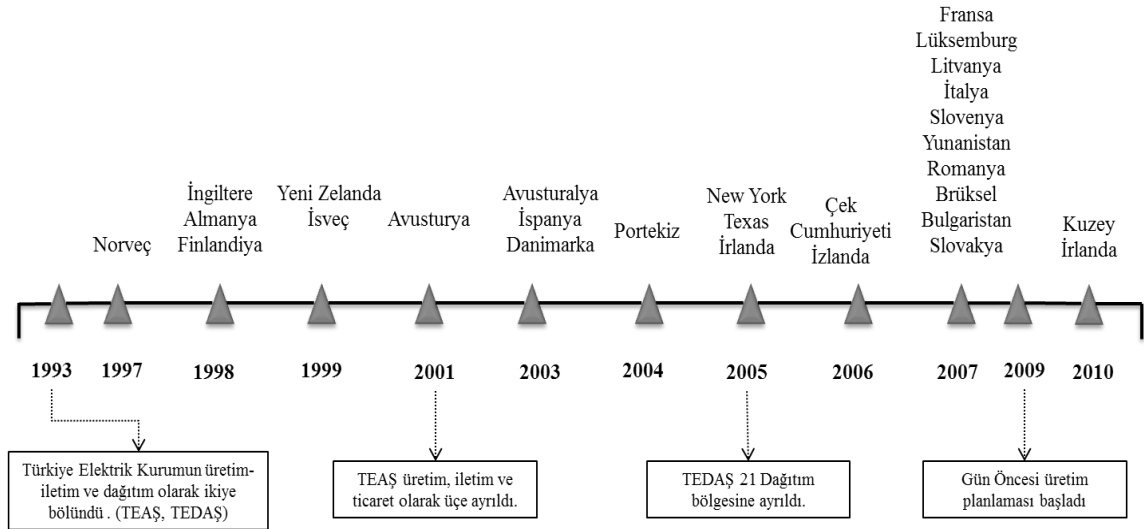 Norveç
İngiltere
Almanya
Finlandiya
Yeni Zelanda
İsveç
Avusturya
Avusturalya
İspanya
Danimarka
Portekiz
New York
Texas
İrlanda
Çek
Cumhuriyeti
İzlanda
Fransa
Lüksemburg
Litvanya
İtalya
Slovenya
Yunanistan
Romanya
Brüksel
Bulgaristan
Slovakya
Kuzey
İrlanda
1993
1997
1998
1999
2001
2003
2004
2005
2006
2007
2009
2010
Türkiye Elektrik Kurumun üretim-
iletim ve dağıtım olarak ikiye
bölündü . (TEAŞ, TEDAŞ)
TEAŞ üretim, iletim ve
ticaret olarak üçe ayrıldı.
TEDAŞ 21 Dağıtım
bölgesine ayrıldı.
Gün Öncesi üretim
planlaması başladı